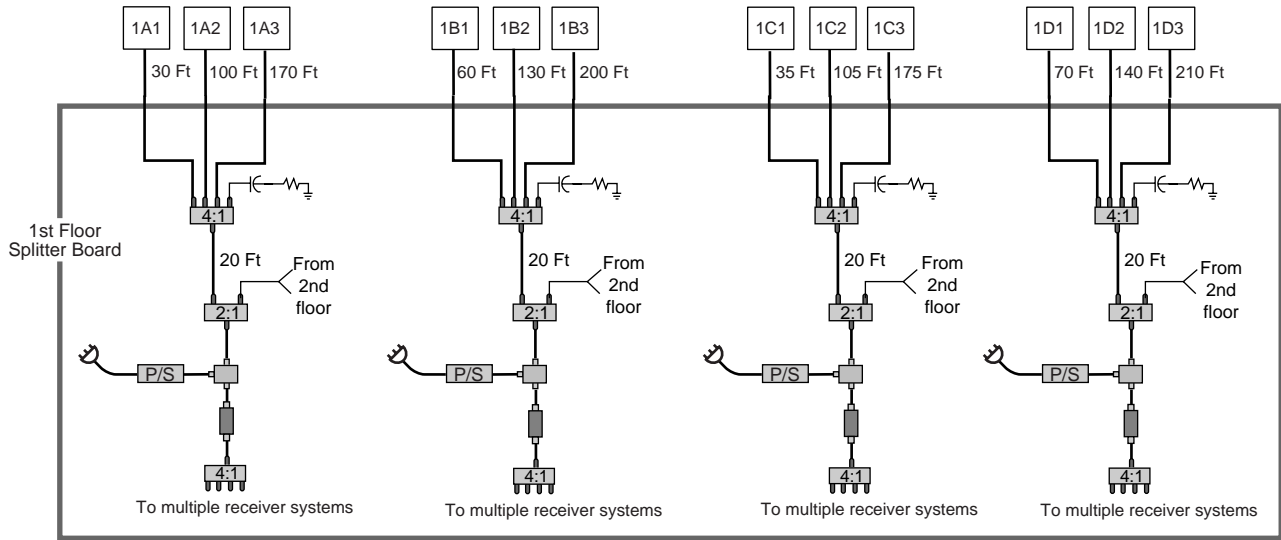 1A1 1A2 1A3 1B1 1B2 1B3 1C1 1C2 1C3 1D1 1D2 1D3
30 Ft 100 Ft 170 Ft 60 Ft 130 Ft 200 Ft 35 Ft 105 Ft 175 Ft 70 Ft 140 Ft 210 Ft
4:1 4:1 4:1 4:1
1st Floor
Splitter Board
20 Ft From 20 Ft From 20 Ft From 20 Ft From
2nd 2nd 2nd 2nd
floor floor floor floor
2:1 2:1 2:1 2:1
P/S P/S P/S P/S
4:1 4:1 4:1 4:1
To multiple receiver systems To multiple receiver systems To multiple receiver systems To multiple receiver systems